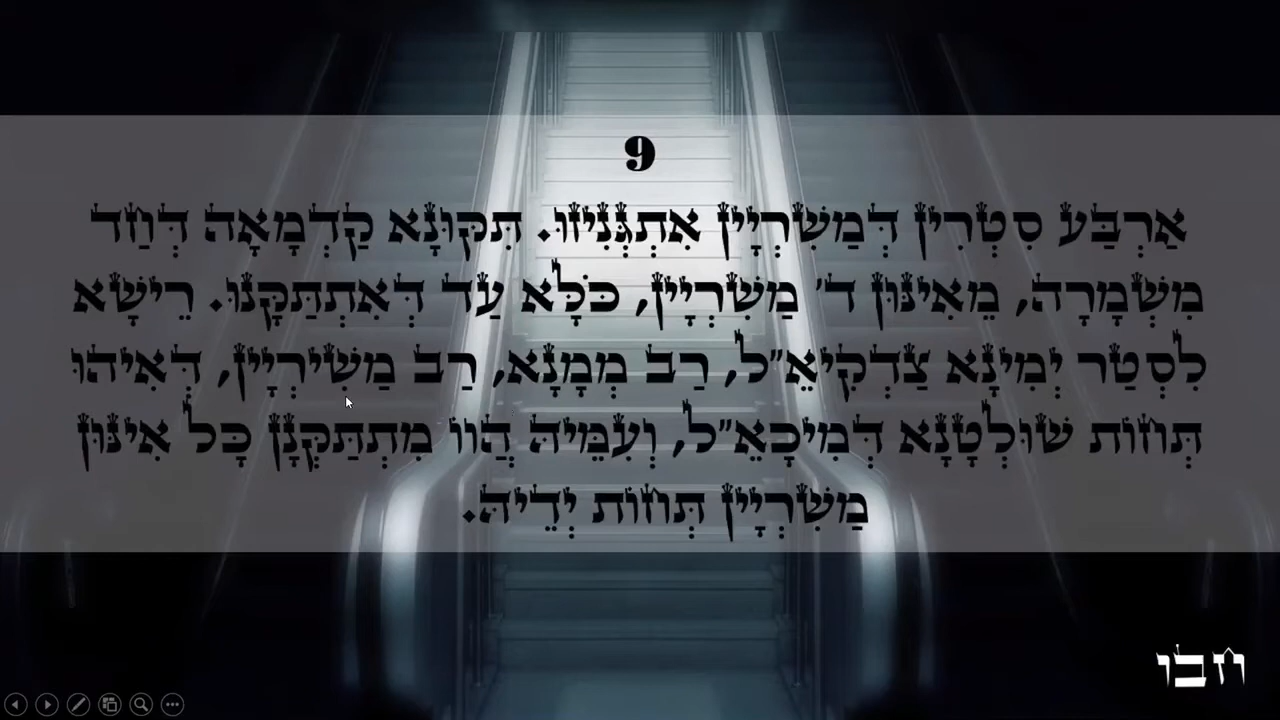 9
אַרְבַּע סִטְרִין דְּמַשִׁרְיָין אִתְגְּנִיזוּ. תִּקּוּנָא קַדְמָאָה דְּחַד
מִשְׁמָרָה, מֵאִינּוּן ד' מַשִׁרְיָין, כֹּלָּא עַד דְּאִתְתַּקָּנוּ. רֵישָׁא
לִסְטַר יְמִינָא צַדְקִיאֵ"ל, רַב מְמָנָא, רַב מַשִׁירְיָין, דְּאִיהוּ
תְּחוֹת שׁוּלְטָנָא דְּמִיכָאֵ"ל, וְעִמֵּיהּ הֲווֹ מִתְתַּקְּנָן כָּל אִינּוּן
מַשִׁרְיָין תְּחוֹת יְדֵיהּ.
וזבו